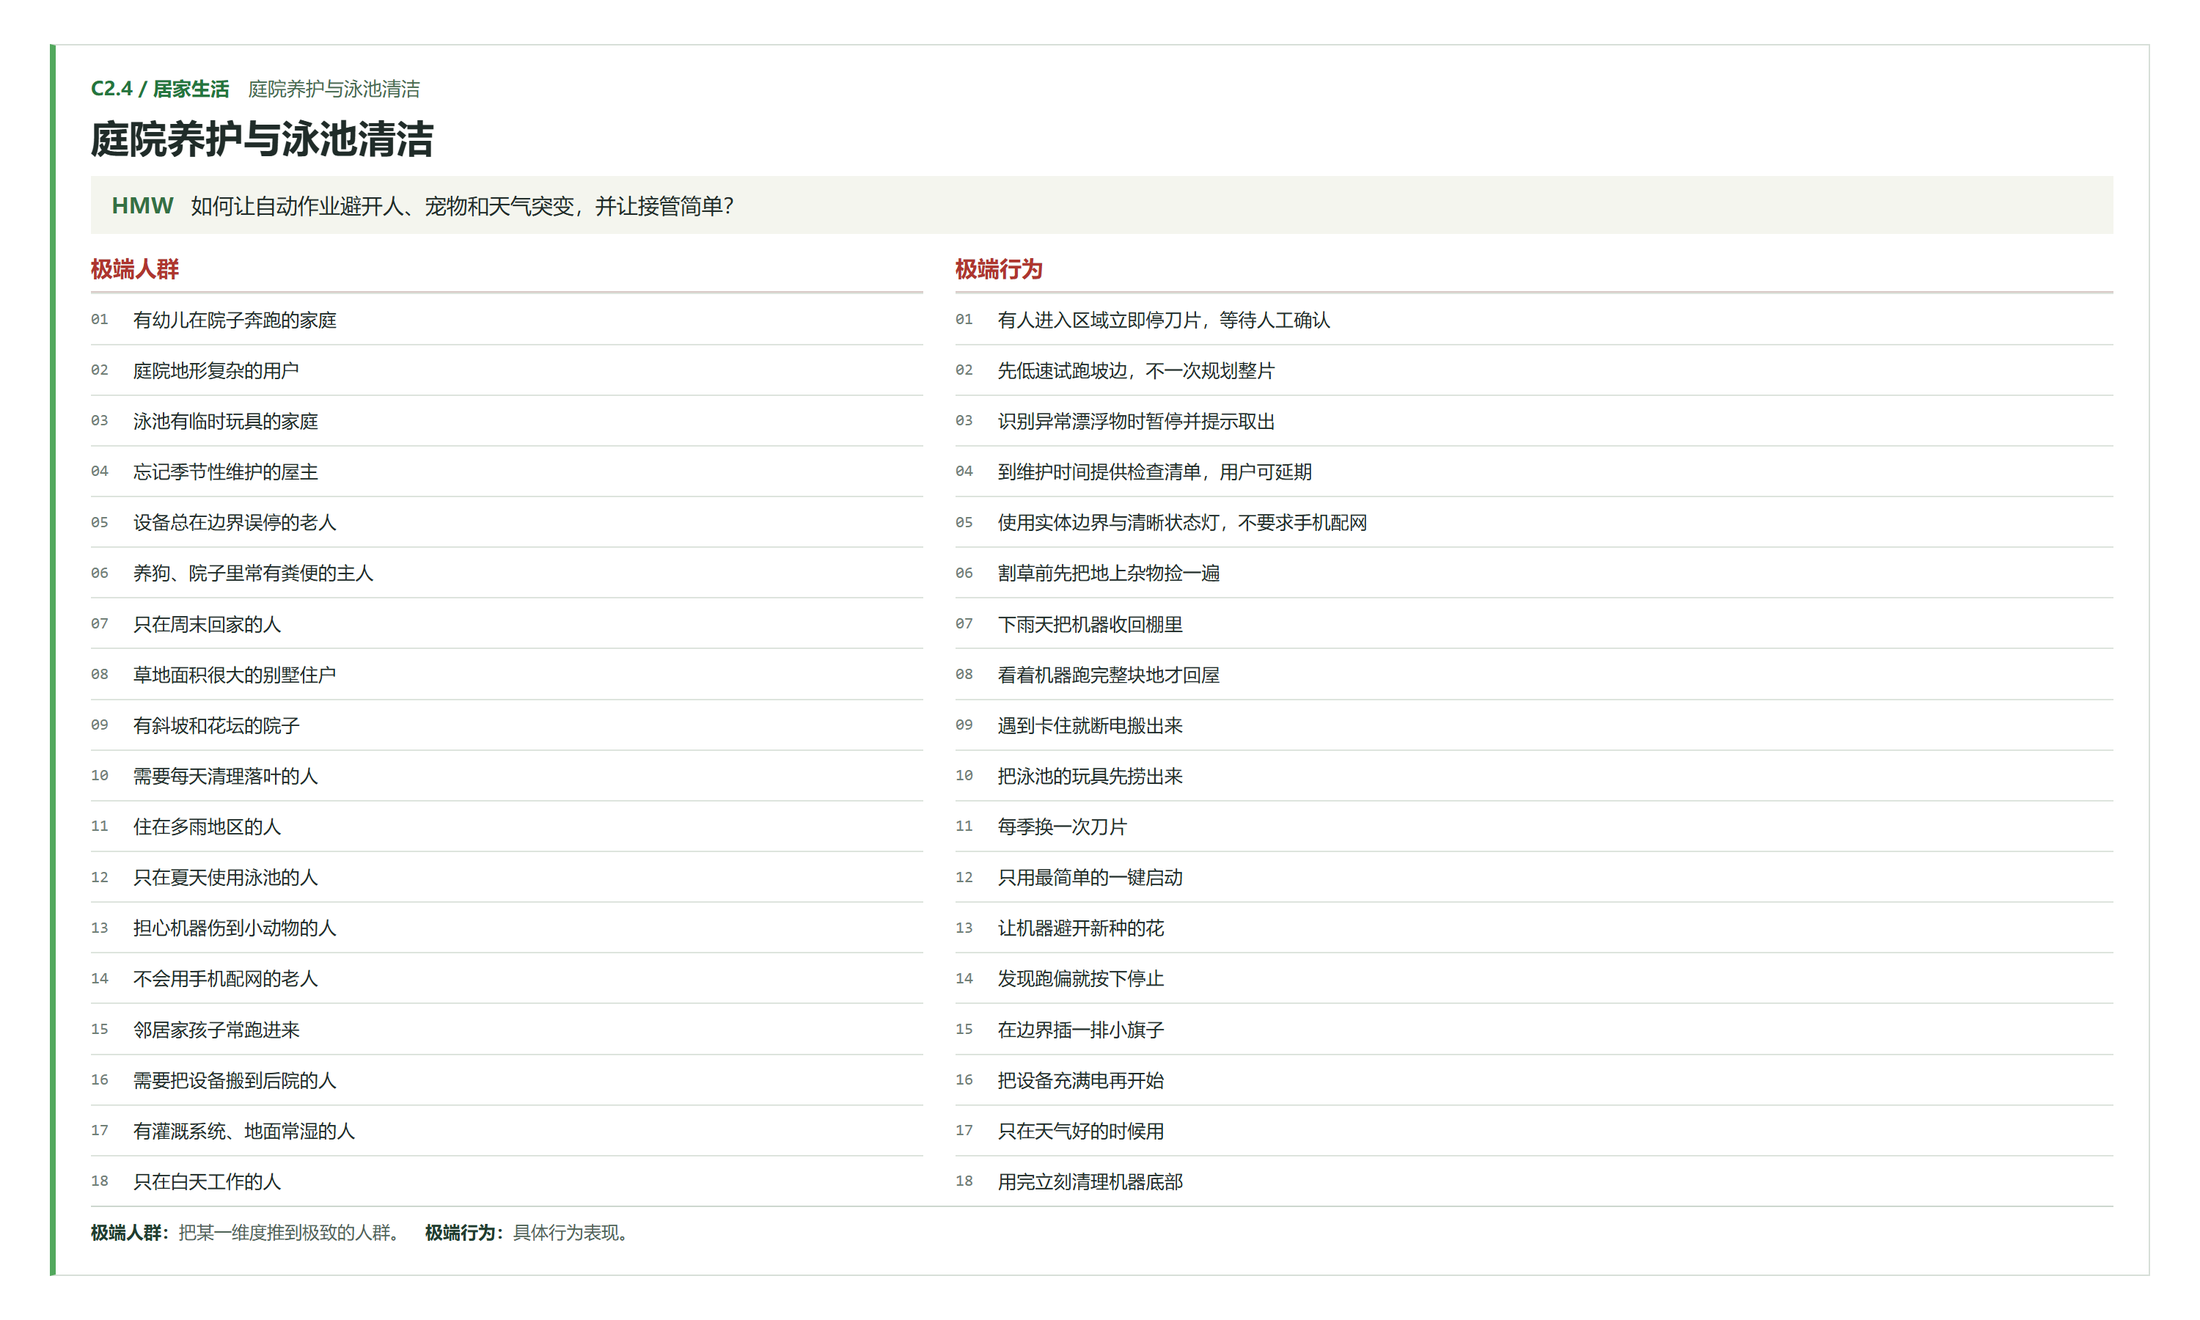 C2.4 / 居家生活 庭院养护与泳池清洁
庭院养护与泳池清洁
HMW 如何让自动作业避开人、宠物和天气突变，并让接管简单？
极端人群
01 有幼儿在院子奔跑的家庭
02 庭院地形复杂的用户
03 泳池有临时玩具的家庭
04 忘记季节性维护的屋主
05 设备总在边界误停的老人
06 养狗、院子里常有粪便的主人
07 只在周末回家的人
08 草地面积很大的别墅住户
09 有斜坡和花坛的院子
10 需要每天清理落叶的人
11 住在多雨地区的人
12 只在夏天使用泳池的人
13 担心机器伤到小动物的人
14 不会用手机配网的老人
15 邻居家孩子常跑进来
16 需要把设备搬到后院的人
17 有灌溉系统、地面常湿的人
18 只在白天工作的人
极端行为
01 有人进入区域立即停刀片，等待人工确认
02 先低速试跑坡边，不一次规划整片
03 识别异常漂浮物时暂停并提示取出
04 到维护时间提供检查清单，用户可延期
05 使用实体边界与清晰状态灯，不要求手机配网
06 割草前先把地上杂物捡一遍
07 下雨天把机器收回棚里
08 看着机器跑完整块地才回屋
09 遇到卡住就断电搬出来
10 把泳池的玩具先捞出来
11 每季换一次刀片
12 只用最简单的一键启动
13 让机器避开新种的花
14 发现跑偏就按下停止
15 在边界插一排小旗子
16 把设备充满电再开始
17 只在天气好的时候用
18 用完立刻清理机器底部
极端人群：把某一维度推到极致的人群。 极端行为：具体行为表现。